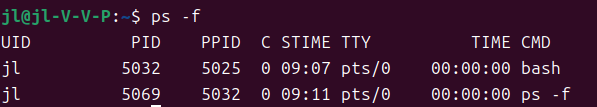 jl@jl-V-V-P:~$ ps -f
UID          PID    PPID  C STIME TTY          TIME CMD
jl          5032    5025  0 09:07 pts/0    00:00:00 bash
jl          5069    5032  0 09:11 pts/0    00:00:00 ps -f